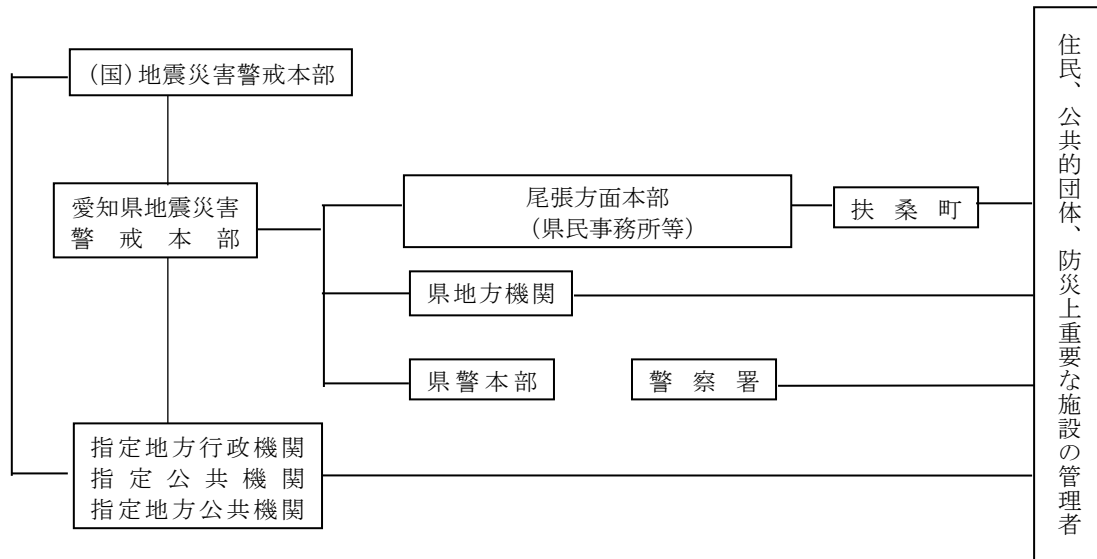 (国)地震災害警戒本部
愛知県地震災害
警戒本部
尾張方面本部
(県民事務所等)
扶桑町
県地方機関
県警本部
警察署
指定地方行政機関
指定公共機関
指定地方公共機関
住民、公共的団体、防災上重要な施設の管理者